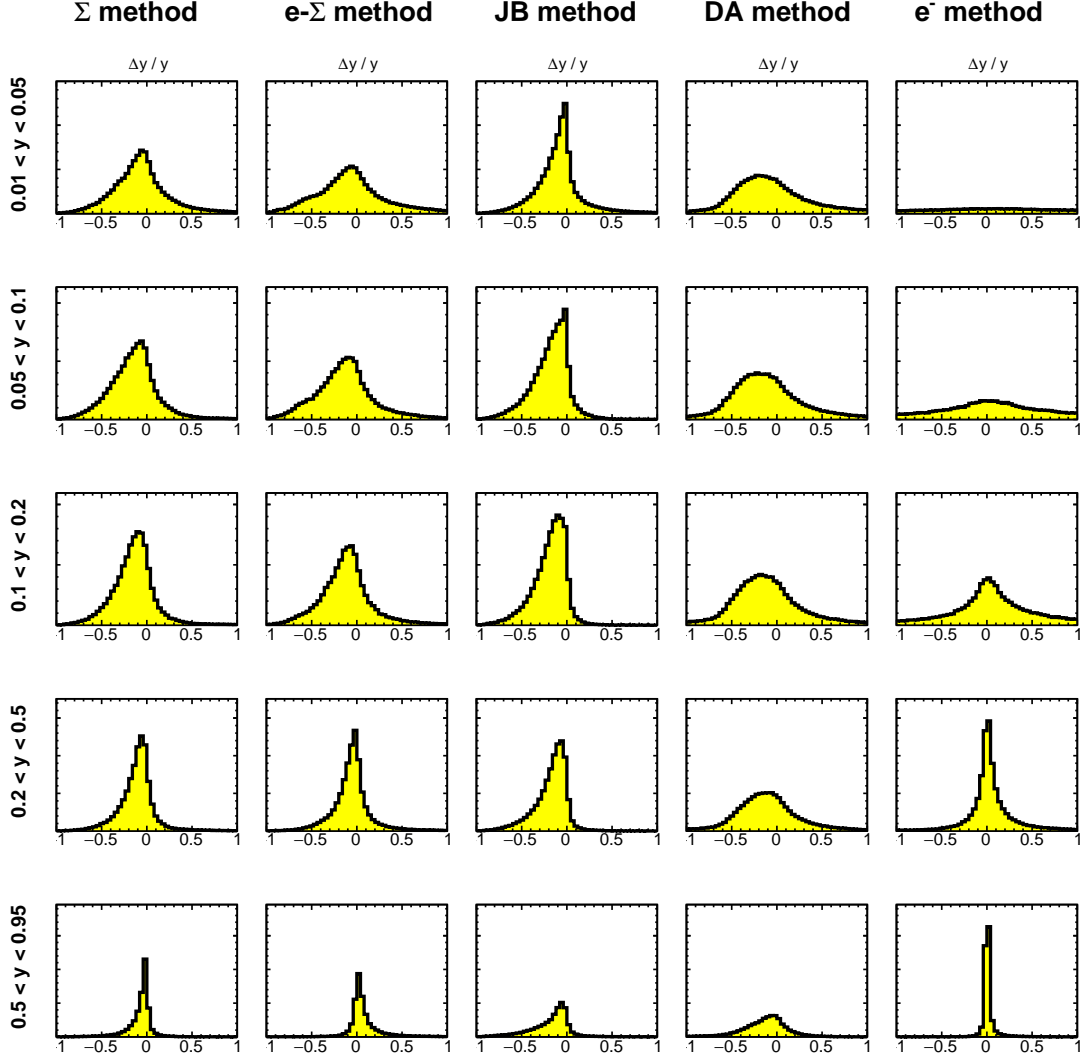 Σ method e-Σ method JB method DA method e⁻ method
Δy / y Δy / y Δy / y Δy / y Δy / y
0.01 < y < 0.05
1 −0.5 0 0.5 1 1 −0.5 0 0.5 1 1 −0.5 0 0.5 1 1 −0.5 0 0.5 1 1 −0.5 0 0.5 1
0.05 < y < 0.1
1 −0.5 0 0.5 1 1 −0.5 0 0.5 1 1 −0.5 0 0.5 1 1 −0.5 0 0.5 1 1 −0.5 0 0.5 1
0.1 < y < 0.2
1 −0.5 0 0.5 1 1 −0.5 0 0.5 1 1 −0.5 0 0.5 1 1 −0.5 0 0.5 1 1 −0.5 0 0.5 1
0.2 < y < 0.5
1 −0.5 0 0.5 1 1 −0.5 0 0.5 1 1 −0.5 0 0.5 1 1 −0.5 0 0.5 1 1 −0.5 0 0.5 1
0.5 < y < 0.95
1 −0.5 0 0.5 1 1 −0.5 0 0.5 1 1 −0.5 0 0.5 1 1 −0.5 0 0.5 1 1 −0.5 0 0.5 1